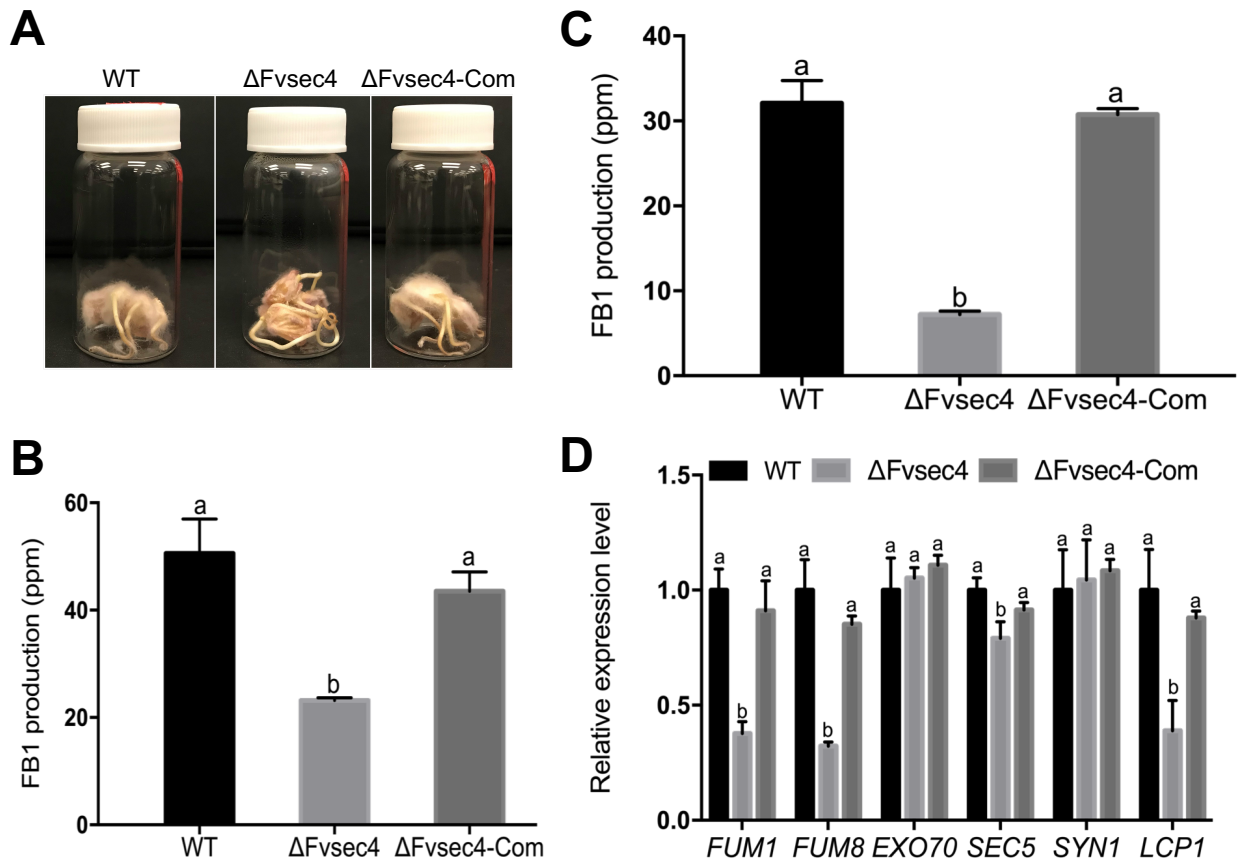 A
WT ΔFvsec4 ΔFvsec4-Com
B
FB1 production (ppm)
60
40
20
0
a
b
a
WT ΔFvsec4 ΔFvsec4-Com
C
FB1 production (ppm)
40
30
20
10
0
a
b
a
WT ΔFvsec4 ΔFvsec4-Com
D
WT ΔFvsec4 ΔFvsec4-Com
Relative expression level
1.5
1.0
0.5
0.0
a b a a b a a a a a b a a a a a b a
FUM1 FUM8 EXO70 SEC5 SYN1 LCP1